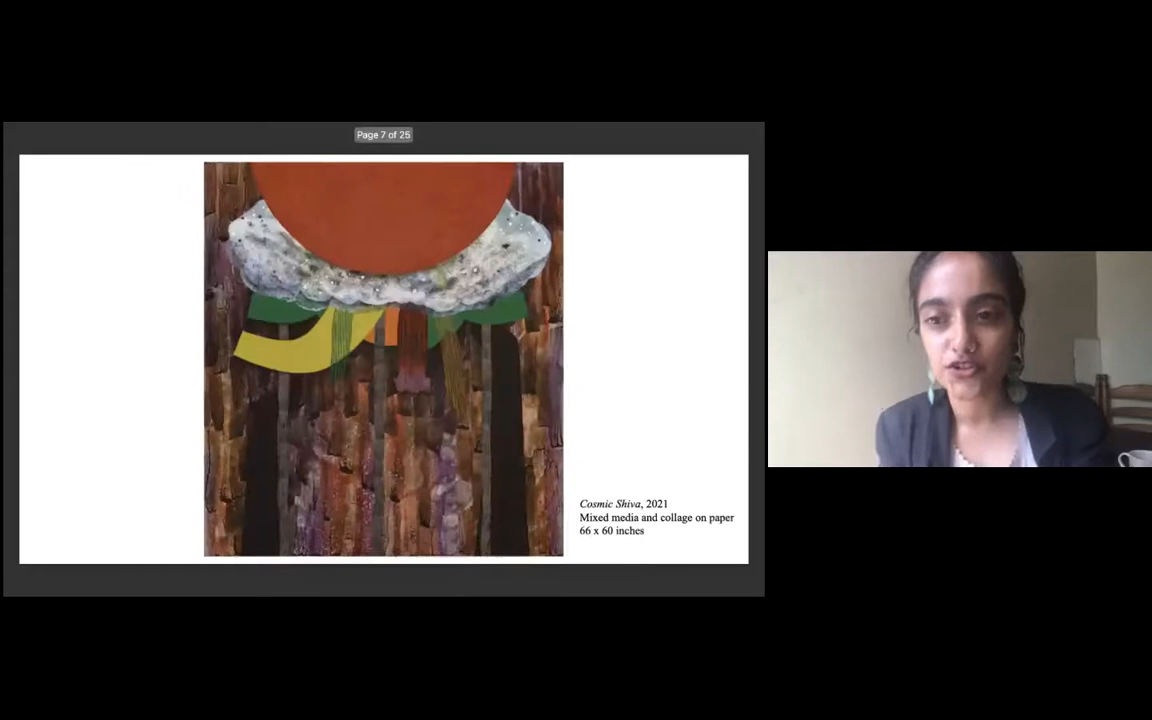 Page 7 of 25
Cosmic Shiva, 2021
Mixed media and collage on paper
66 x 60 inches